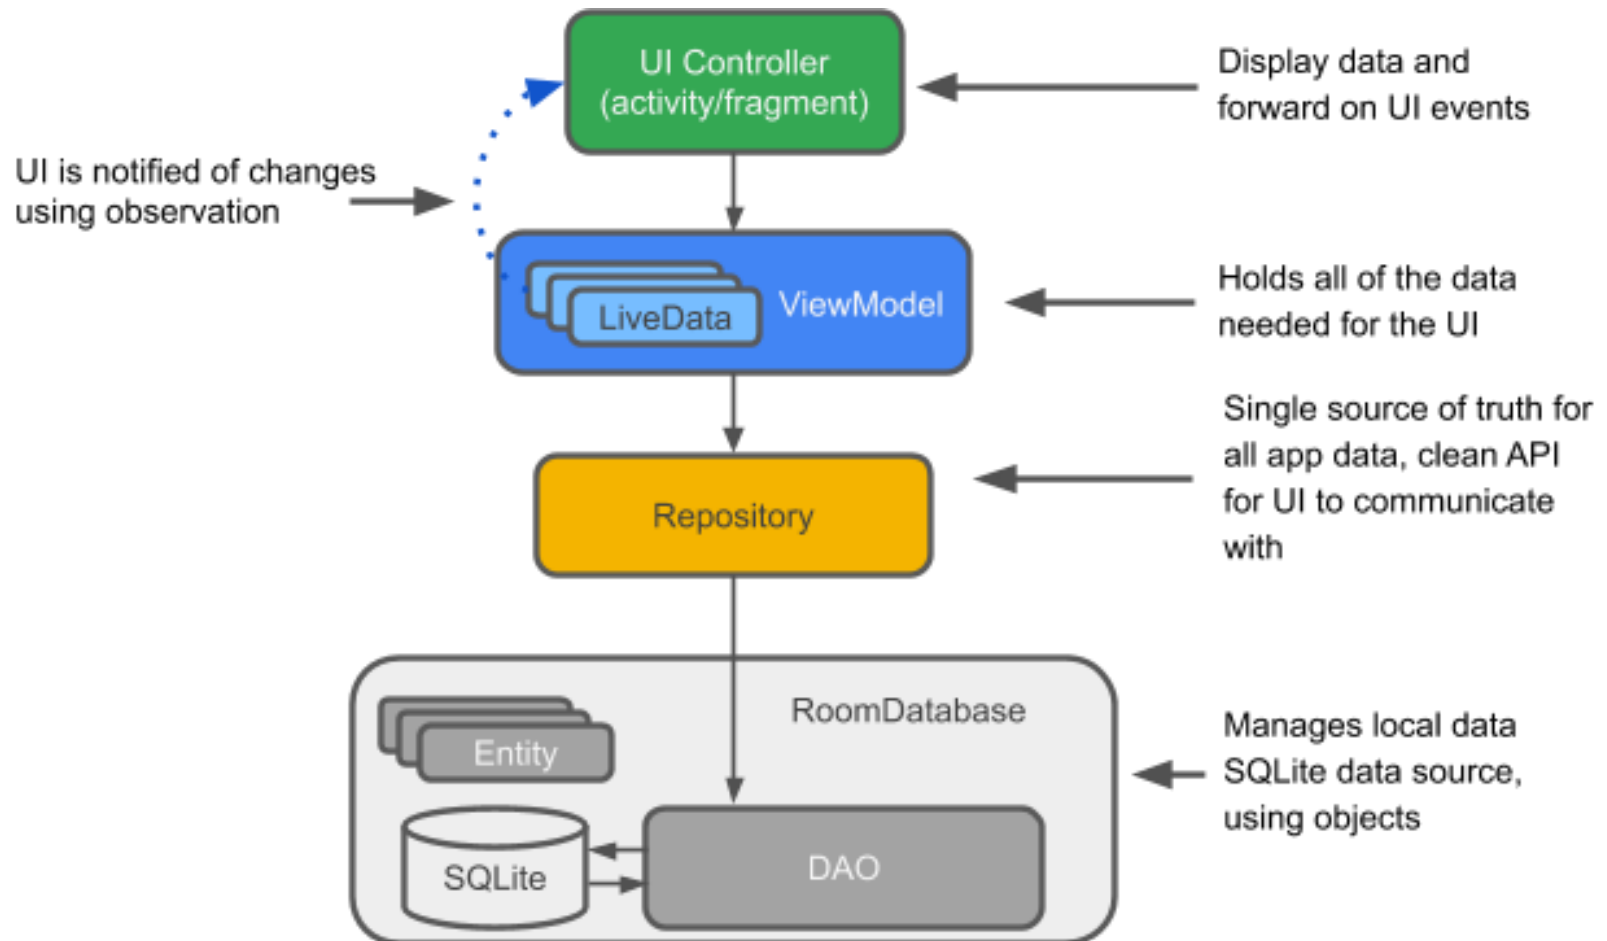 UI Controller
(activity/fragment)
Display data and
forward on UI events
UI is notified of changes
using observation
LiveData
ViewModel
Holds all of the data
needed for the UI
Single source of truth for
all app data, clean API
for UI to communicate
with
Repository
RoomDatabase
Entity
SQLite
DAO
Manages local data
SQLite data source,
using objects